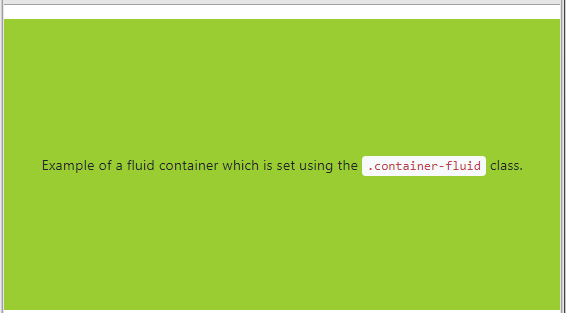 Example of a fluid container which is set using the .container-fluid class.